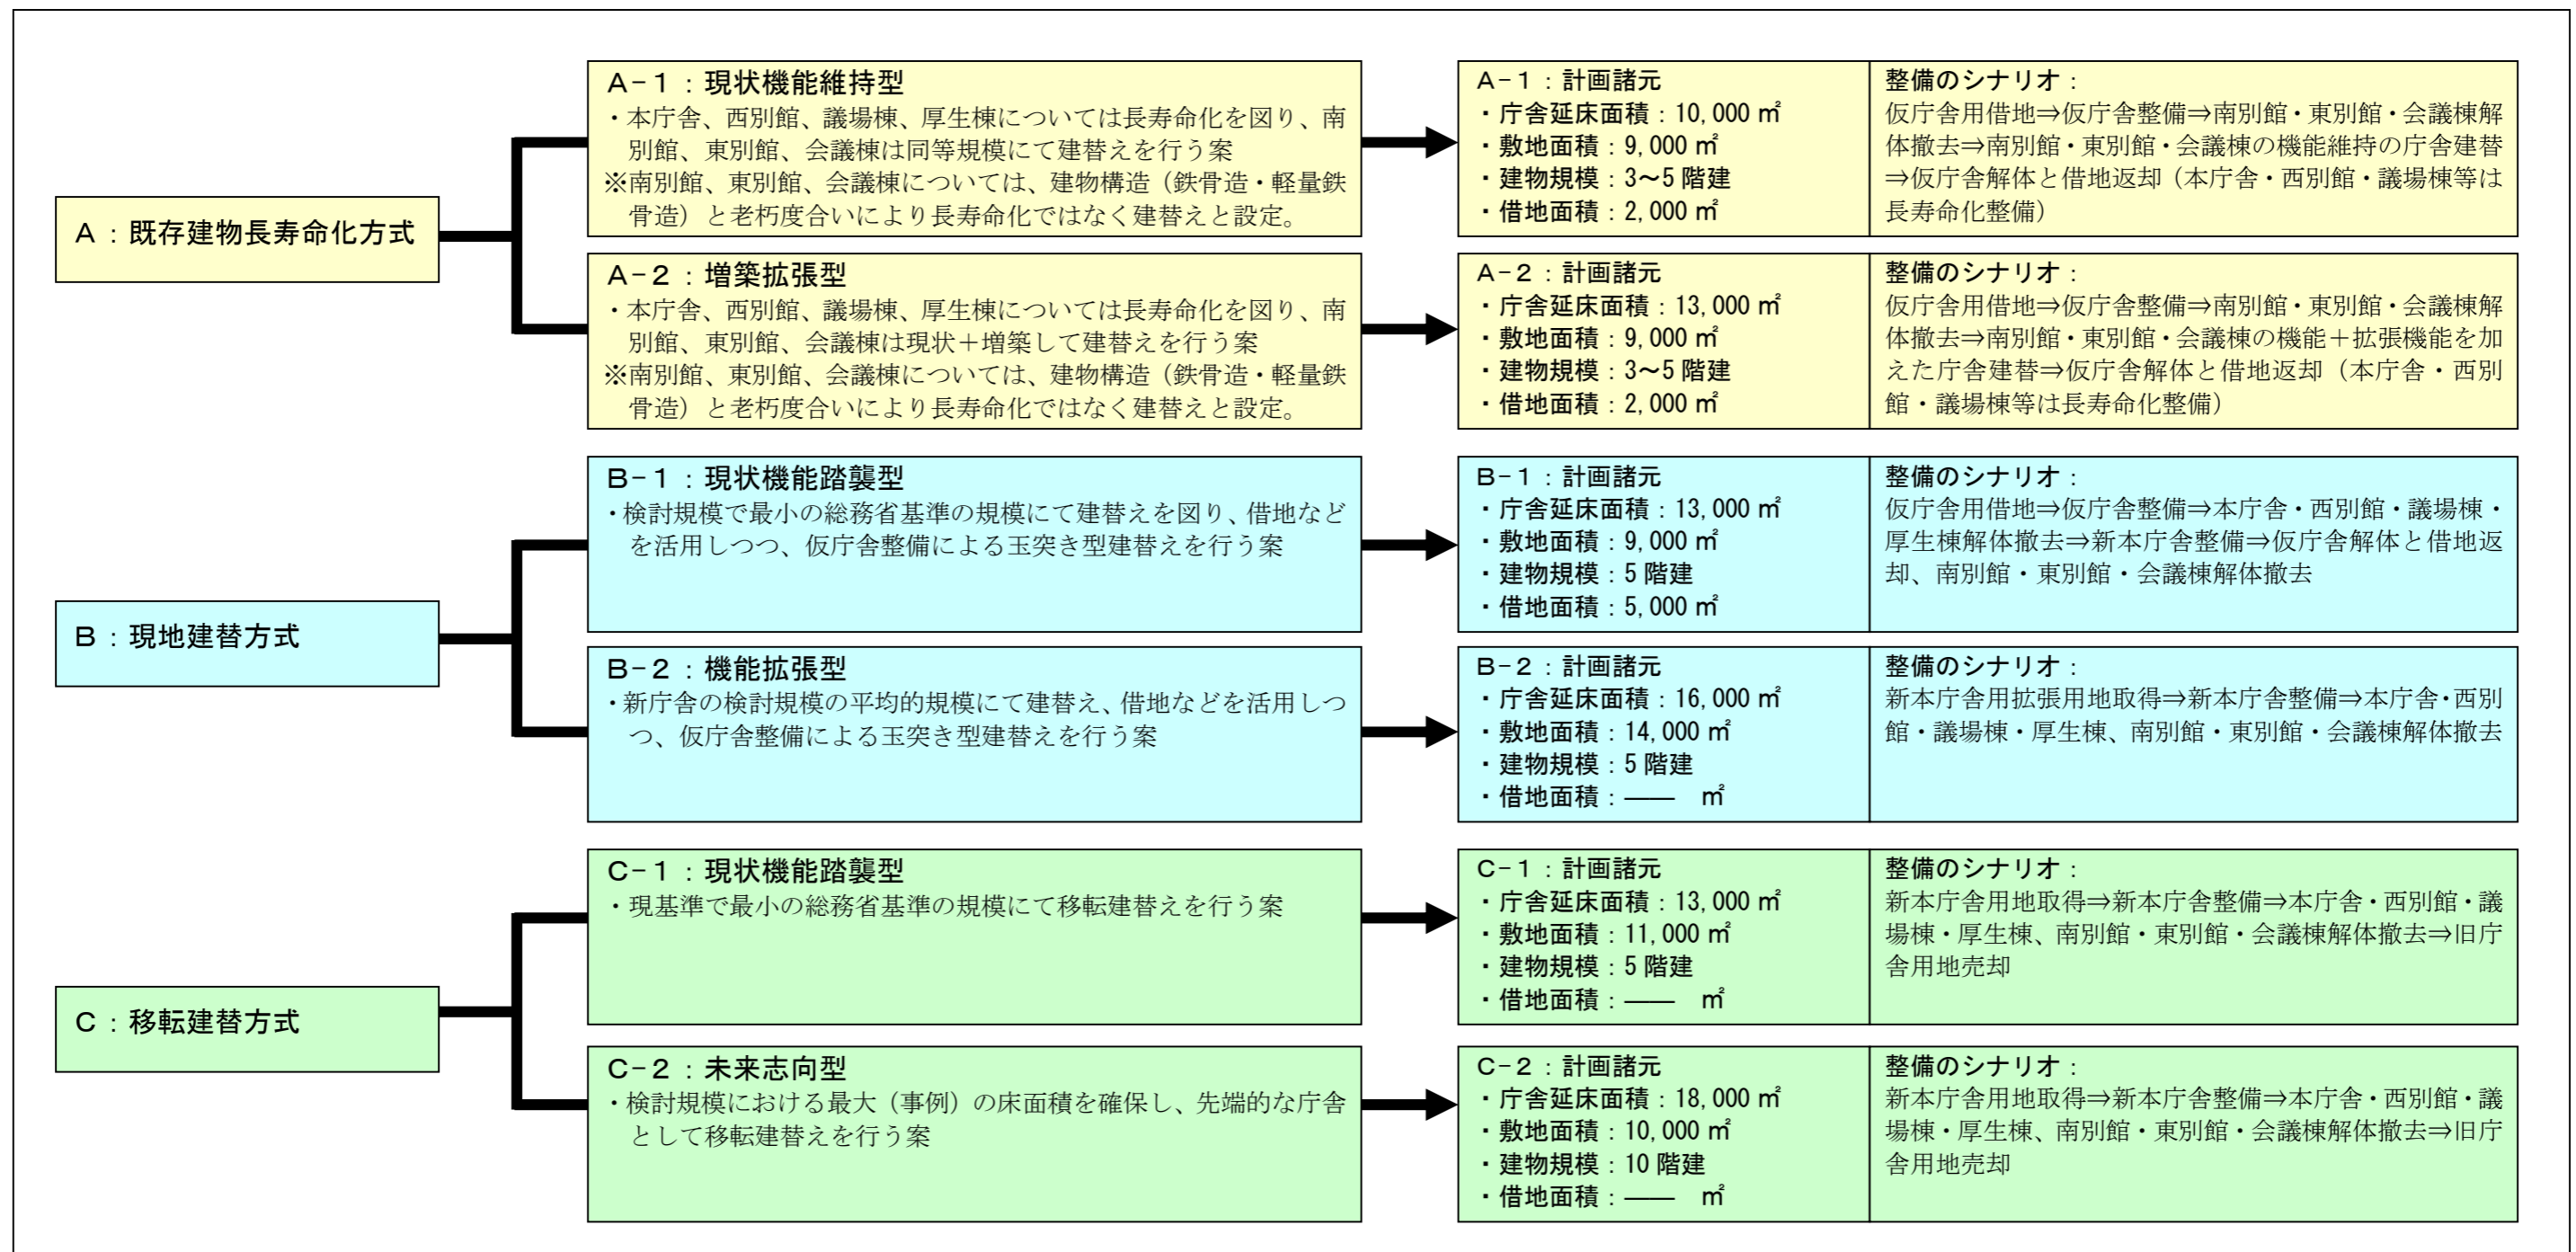 A：既存建物長寿命化方式
A-1：現状機能維持型
・本庁舎、西別館、議場棟、厚生棟については長寿命化を図り、南
別館、東別館、会議棟は同等規模にて建替えを行う案
※南別館、東別館、会議棟については、建物構造（鉄骨造・軽量鉄
骨造）と老朽度合いにより長寿命化ではなく建替えと設定。
A-1：計画諸元
・庁舎延床面積：10,000 ㎡
・敷地面積：9,000 ㎡
・建物規模：3～5 階建
・借地面積：2,000 ㎡
整備のシナリオ：
仮庁舎用借地⇒仮庁舎整備⇒南別館・東別館・会議棟解
体撤去⇒南別館・東別館・会議棟の機能維持の庁舎建替
⇒仮庁舎解体と借地返却（本庁舎・西別館・議場棟等は
長寿命化整備）
A-2：増築拡張型
・本庁舎、西別館、議場棟、厚生棟については長寿命化を図り、南
別館、東別館、会議棟は現状＋増築して建替えを行う案
※南別館、東別館、会議棟については、建物構造（鉄骨造・軽量鉄
骨造）と老朽度合いにより長寿命化ではなく建替えと設定。
A-2：計画諸元
・庁舎延床面積：13,000 ㎡
・敷地面積：9,000 ㎡
・建物規模：3～5 階建
・借地面積：2,000 ㎡
整備のシナリオ：
仮庁舎用借地⇒仮庁舎整備⇒南別館・東別館・会議棟解
体撤去⇒南別館・東別館・会議棟の機能＋拡張機能を加
えた庁舎建替⇒仮庁舎解体と借地返却（本庁舎・西別
館・議場棟等は長寿命化整備）
B：現地建替方式
B-1：現状機能踏襲型
・検討規模で最小の総務省基準の規模にて建替えを図り、借地など
を活用しつつ、仮庁舎整備による玉突き型建替えを行う案
B-1：計画諸元
・庁舎延床面積：13,000 ㎡
・敷地面積：9,000 ㎡
・建物規模：5 階建
・借地面積：5,000 ㎡
整備のシナリオ：
仮庁舎用借地⇒仮庁舎整備⇒本庁舎・西別館・議場棟・
厚生棟解体撤去⇒新本庁舎整備⇒仮庁舎解体と借地返
却、南別館・東別館・会議棟解体撤去
B-2：機能拡張型
・新庁舎の検討規模の平均的規模にて建替え、借地などを活用しつ
つ、仮庁舎整備による玉突き型建替えを行う案
B-2：計画諸元
・庁舎延床面積：16,000 ㎡
・敷地面積：14,000 ㎡
・建物規模：5 階建
・借地面積：――　㎡
整備のシナリオ：
新本庁舎用拡張用地取得⇒新本庁舎整備⇒本庁舎・西別
館・議場棟・厚生棟、南別館・東別館・会議棟解体撤去
C：移転建替方式
C-1：現状機能踏襲型
・現基準で最小の総務省基準の規模にて移転建替えを行う案
C-1：計画諸元
・庁舎延床面積：13,000 ㎡
・敷地面積：11,000 ㎡
・建物規模：5 階建
・借地面積：――　㎡
整備のシナリオ：
新本庁舎用地取得⇒新本庁舎整備⇒本庁舎・西別館・議
場棟・厚生棟、南別館・東別館・会議棟解体撤去⇒旧庁
舎用地売却
C-2：未来志向型
・検討規模における最大（事例）の床面積を確保し、先端的な庁舎
として移転建替えを行う案
C-2：計画諸元
・庁舎延床面積：18,000 ㎡
・敷地面積：10,000 ㎡
・建物規模：10 階建
・借地面積：――　㎡
整備のシナリオ：
新本庁舎用地取得⇒新本庁舎整備⇒本庁舎・西別館・議
場棟・厚生棟、南別館・東別館・会議棟解体撤去⇒旧庁
舎用地売却